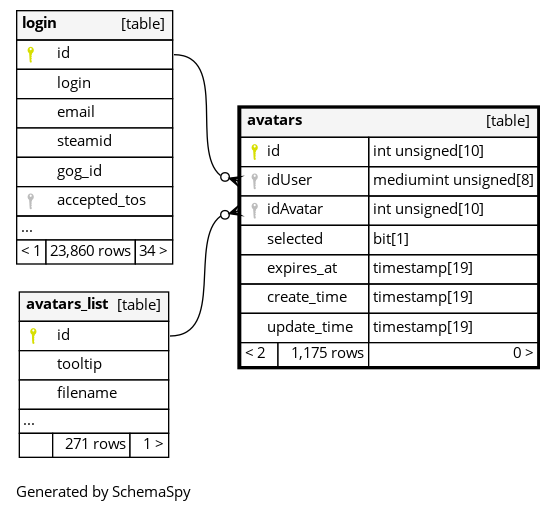 login [table]
id
login
email
steamid
gog_id
accepted_tos
...
< 1 23,860 rows 34 >
avatars [table]
id int unsigned[10]
idUser mediumint unsigned[8]
idAvatar int unsigned[10]
selected bit[1]
expires_at timestamp[19]
create_time timestamp[19]
update_time timestamp[19]
< 2 1,175 rows 0 >
avatars_list [table]
id
tooltip
filename
...
271 rows 1 >
Generated by SchemaSpy